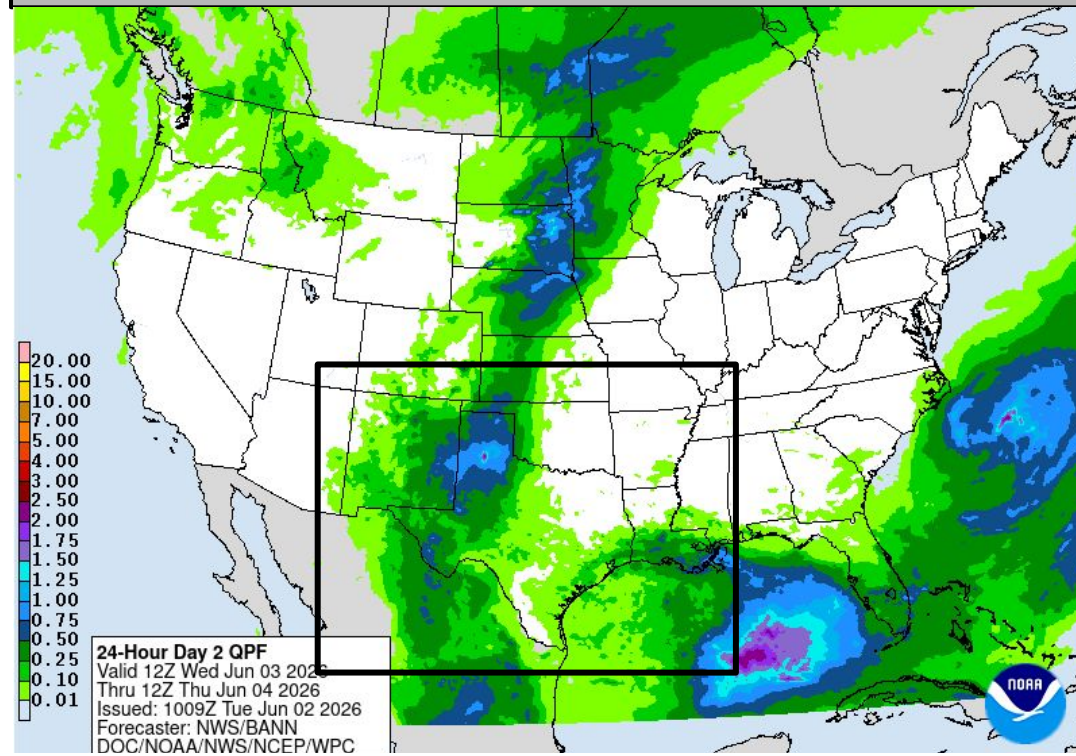 20.00
15.00
10.00
7.00
5.00
4.00
3.00
2.50
2.00
1.75
1.50
1.25
1.00
0.75
0.50
0.25
0.10
0.01
24-Hour Day 2 QPF
Valid 12Z Wed Jun 03 2026
Thru 12Z Thu Jun 04 2026
Issued: 1009Z Tue Jun 02 2026
Forecaster: NWS/BANN
DOC/NOAA/NWS/NCEP/WPC
NOAA